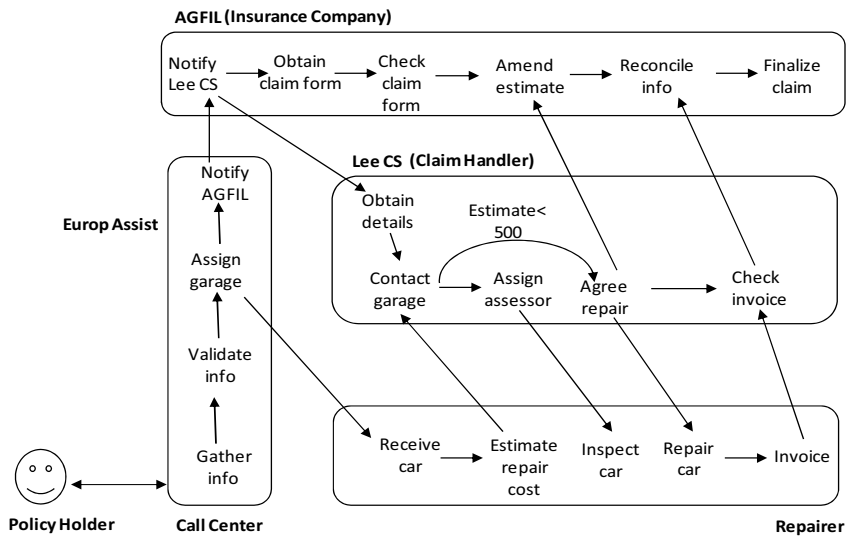 AGFIL (Insurance Company)
Notify
Lee CS
Obtain
claim form
Check
claim
form
Amend
estimate
Reconcile
info
Finalize
claim
Lee CS (Claim Handler)
Obtain
details
Estimate<
500
Contact
garage
Assign
assessor
Agree
repair
Check
invoice
Europ Assist
Notify
AGFIL
Assign
garage
Validate
info
Gather
info
Receive
car
Estimate
repair
cost
Inspect
car
Repair
car
Invoice
Policy Holder
Call Center
Repairer